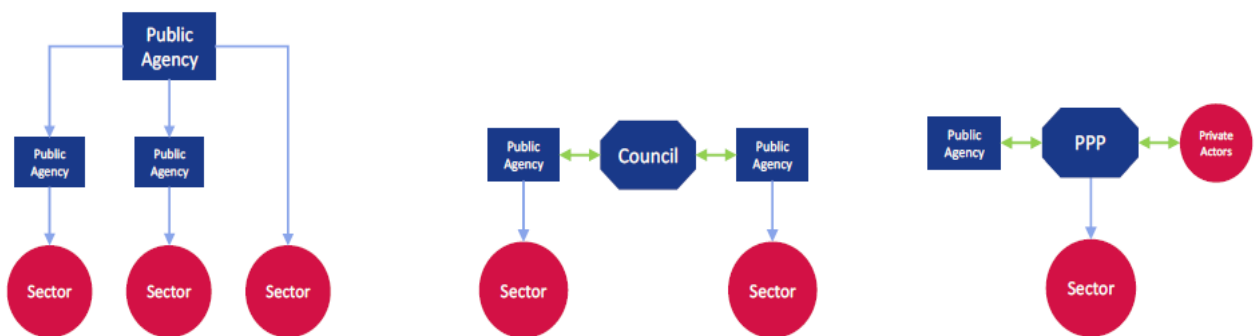 Public
Agency
Public
Agency
Public
Agency
Sector
Sector
Sector
Public
Agency
Council
Public
Agency
Sector
Sector
Public
Agency
PPP
Private
Actors
Sector